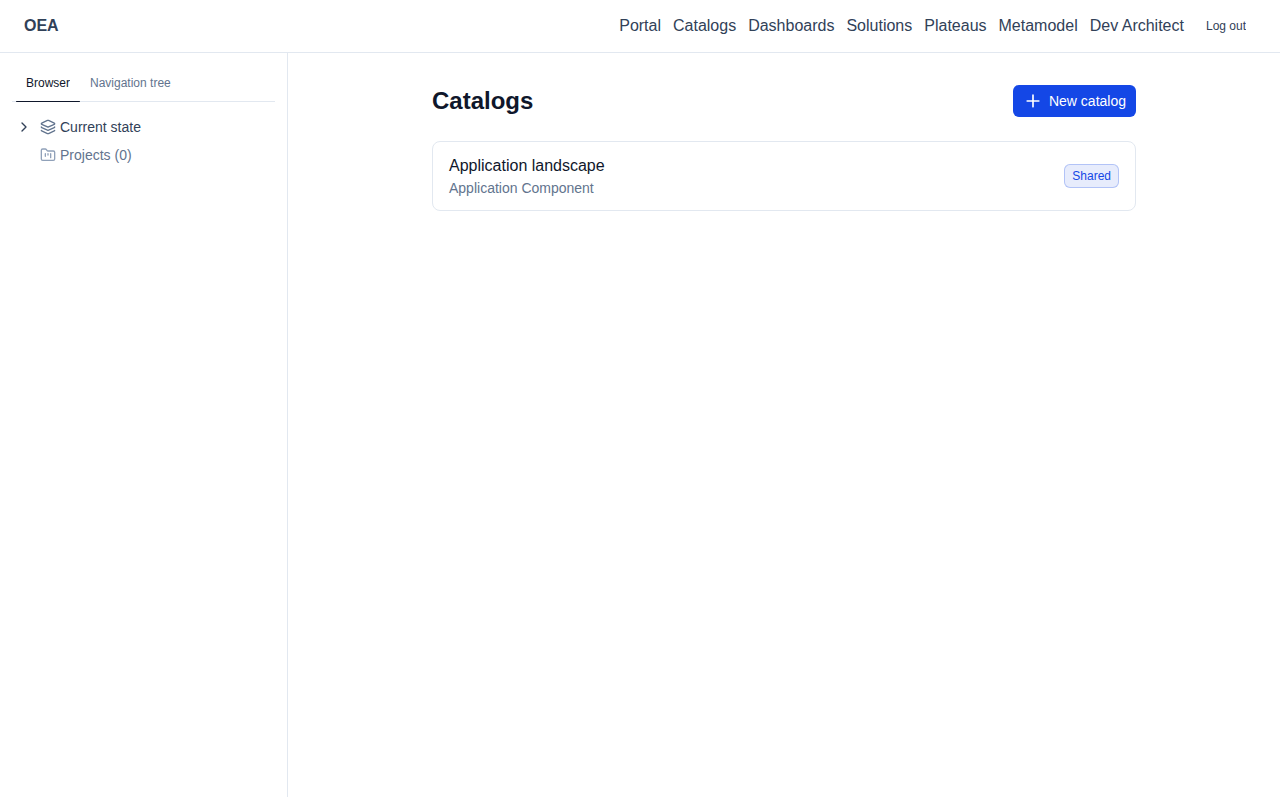 OEA
Portal Catalogs Dashboards Solutions Plateaus Metamodel Dev Architect Log out
Browser Navigation tree
Current state
Projects (0)
Catalogs
New catalog
Application landscape
Application Component
Shared